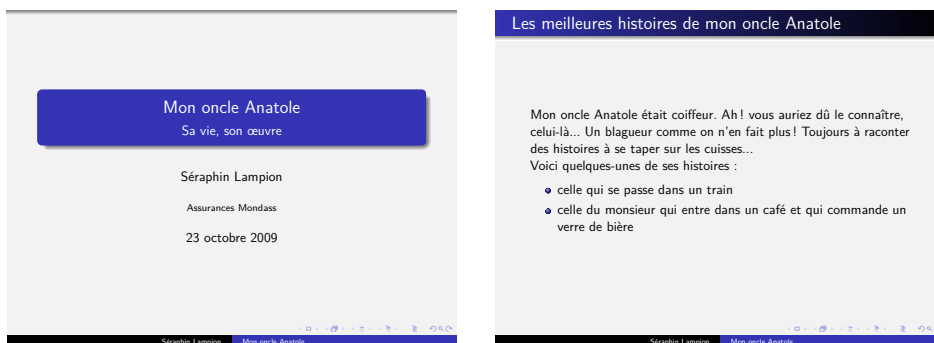 Mon oncle Anatole
Sa vie, son œuvre
Séraphin Lampion
Assurances Mondass
23 octobre 2009
Séraphin Lampion Mon oncle Anatole
Les meilleures histoires de mon oncle Anatole
Mon oncle Anatole était coiffeur. Ah ! vous auriez dû le connaître,
celui-là... Un blagueur comme on n'en fait plus ! Toujours à raconter
des histoires à se taper sur les cuisses...
Voici quelques-unes de ses histoires :
celle qui se passe dans un train
celle du monsieur qui entre dans un café et qui commande un
verre de bière
Séraphin Lampion Mon oncle Anatole